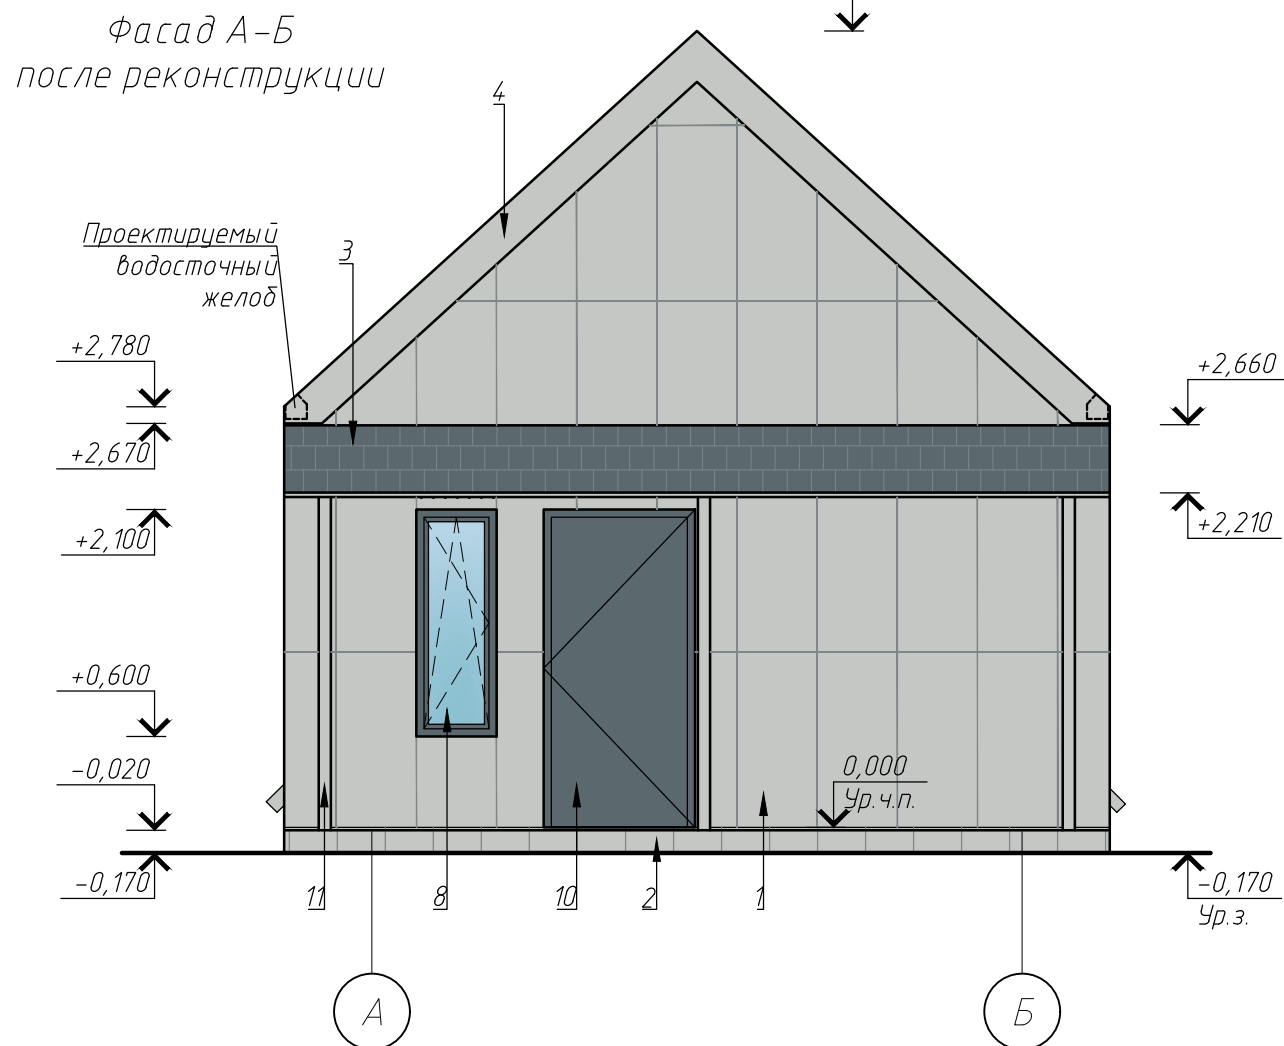 Фасад А-Б
после реконструкции
4
Проектируемый
водосточный
желоб
3
+2,780
+2,660
+2,670
+2,100
+2,210
+0,600
-0,020
0,000
Ур.ч.п.
-0,170
-0,170
Ур.з.
11
8
10
2
1
А
Б